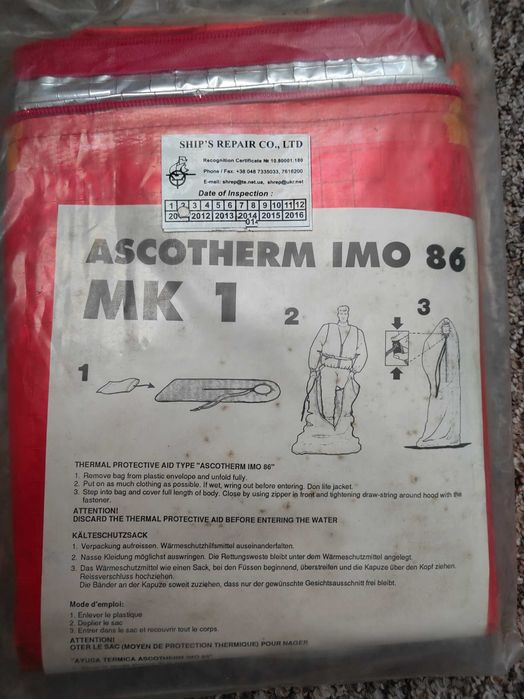 SHIP'S REPAIR CO., LTD
Recognition Certificate № 10.80001.180
Phone / Fax: +38 048 7335033, 7616200
E-mail: shrep@te.net.ua, shrep@ukr.net
Date of Inspection :
1 2 3 4 5 6 7 8 9 10 11 12
20 2012 2013 2014 2015 2016
014
ASCOTHERM IMO 86
MK 1
1
2
3
THERMAL PROTECTIVE AID TYPE "ASCOTHERM IMO 86"
1. Remove bag from plastic envelope and unfold fully.
2. Put on as much clothing as possible. If wet, wring out before entering. Don life jacket.
3. Step into bag and cover full length of body. Close by using zipper in front and tightening draw-string around hood with the
fastener.
ATTENTION!
DISCARD THE THERMAL PROTECTIVE AID BEFORE ENTERING THE WATER
KÄLTESCHUTZSACK
1. Verpackung aufreissen. Wärmeschutzhilfsmittel auseinanderfalten.
2. Nasse Kleidung möglichst auswringen. Die Rettungsweste bleibt unter dem Wärmeschutzmittel angelegt.
3. Das Wärmeschutzmittel wie einen Sack, bei den Füssen beginnend, überstreifen und die Kapuze über den Kopf ziehen.
Reissverschluss hochziehen.
Die Bänder an der Kapuze soweit zuziehen, dass nur der gewünschte Gesichtsausschnitt frei bleibt.
Mode d'emploi:
1. Enlever le plastique
2. Deplier le sac
3. Entrer dans le sac et recouvrir tout le corps.
ATTENTION!
OTER LE SAC (MOYEN DE PROTECTION THERMIQUE) POUR NAGER
"AYUDA TERMICA ASCOTHERM IMO 86"